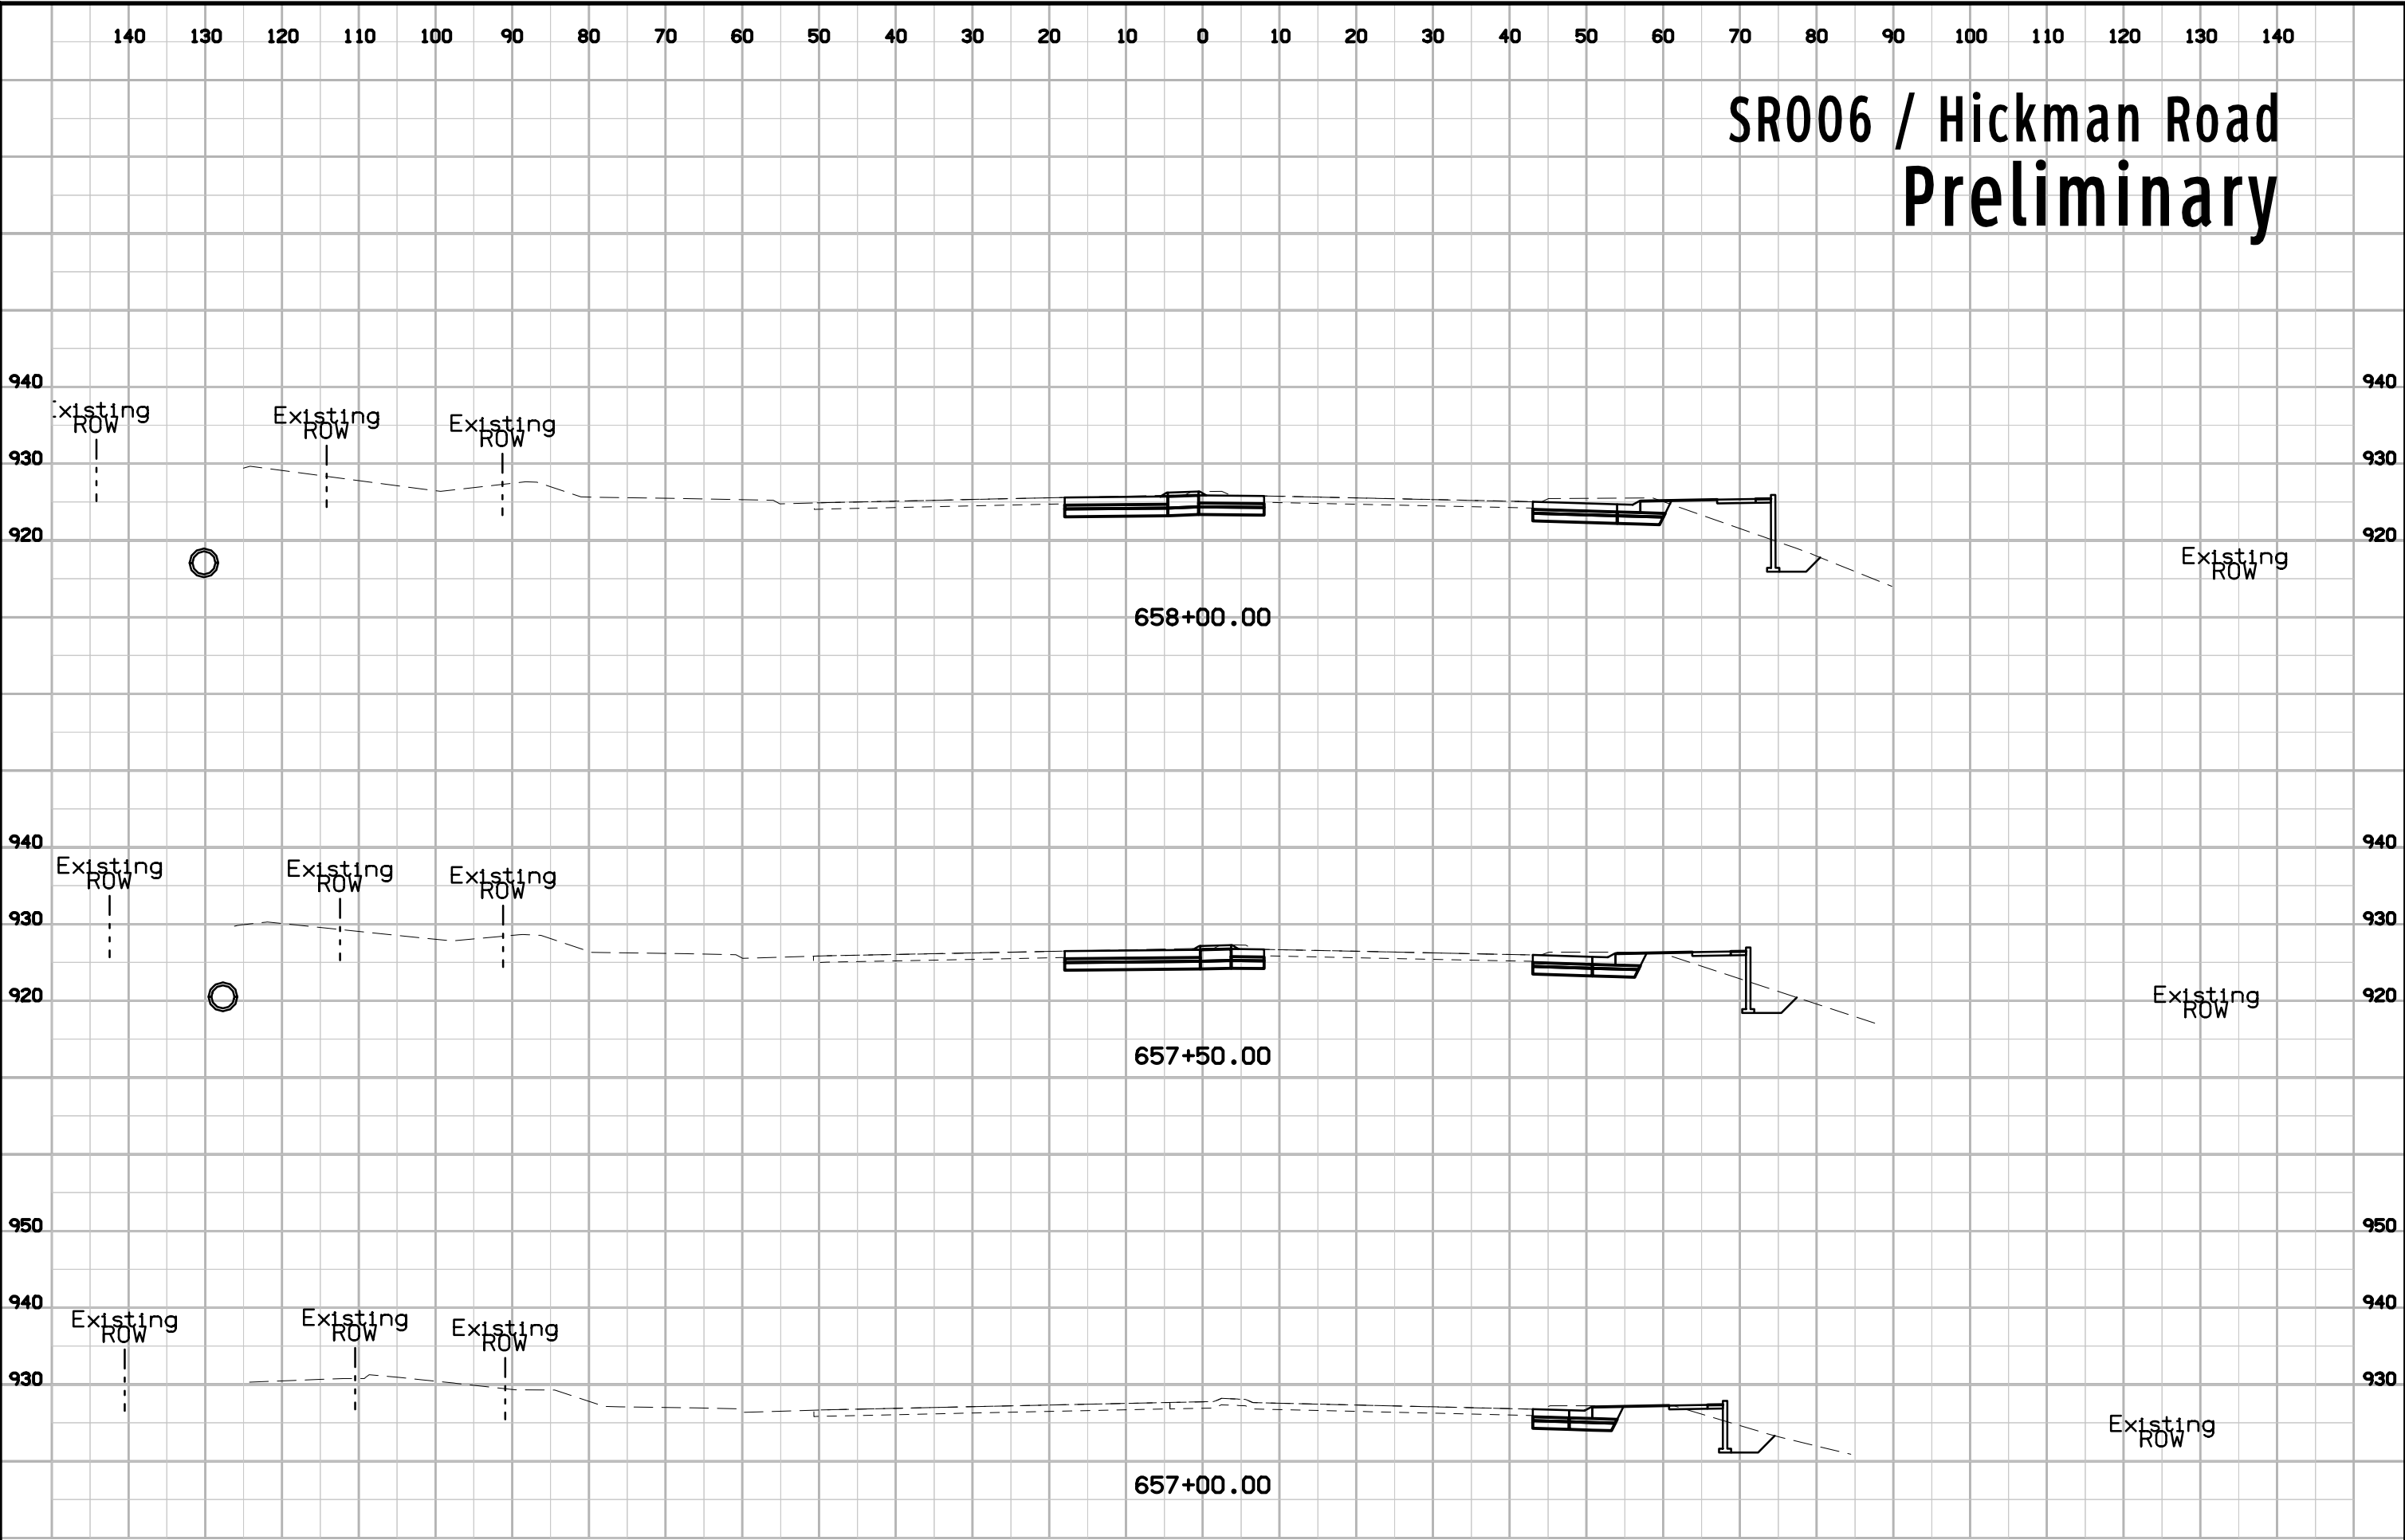 140 130 120 110 100 90 80 70 60 50 40 30 20 10 0 10 20 30 40 50 60 70 80 90 100 110 120 130 140
SR006 / Hickman Road
Preliminary
940 940
xisting
ROW
Existing
ROW
Existing
ROW
930 930
920 920
Existing
ROW
658+00.00
940 940
Existing
ROW
Existing
ROW
Existing
ROW
930 930
920 920
Existing
ROW
657+50.00
950 950
940 940
Existing
ROW
Existing
ROW
Existing
ROW
930 930
Existing
ROW
657+00.00